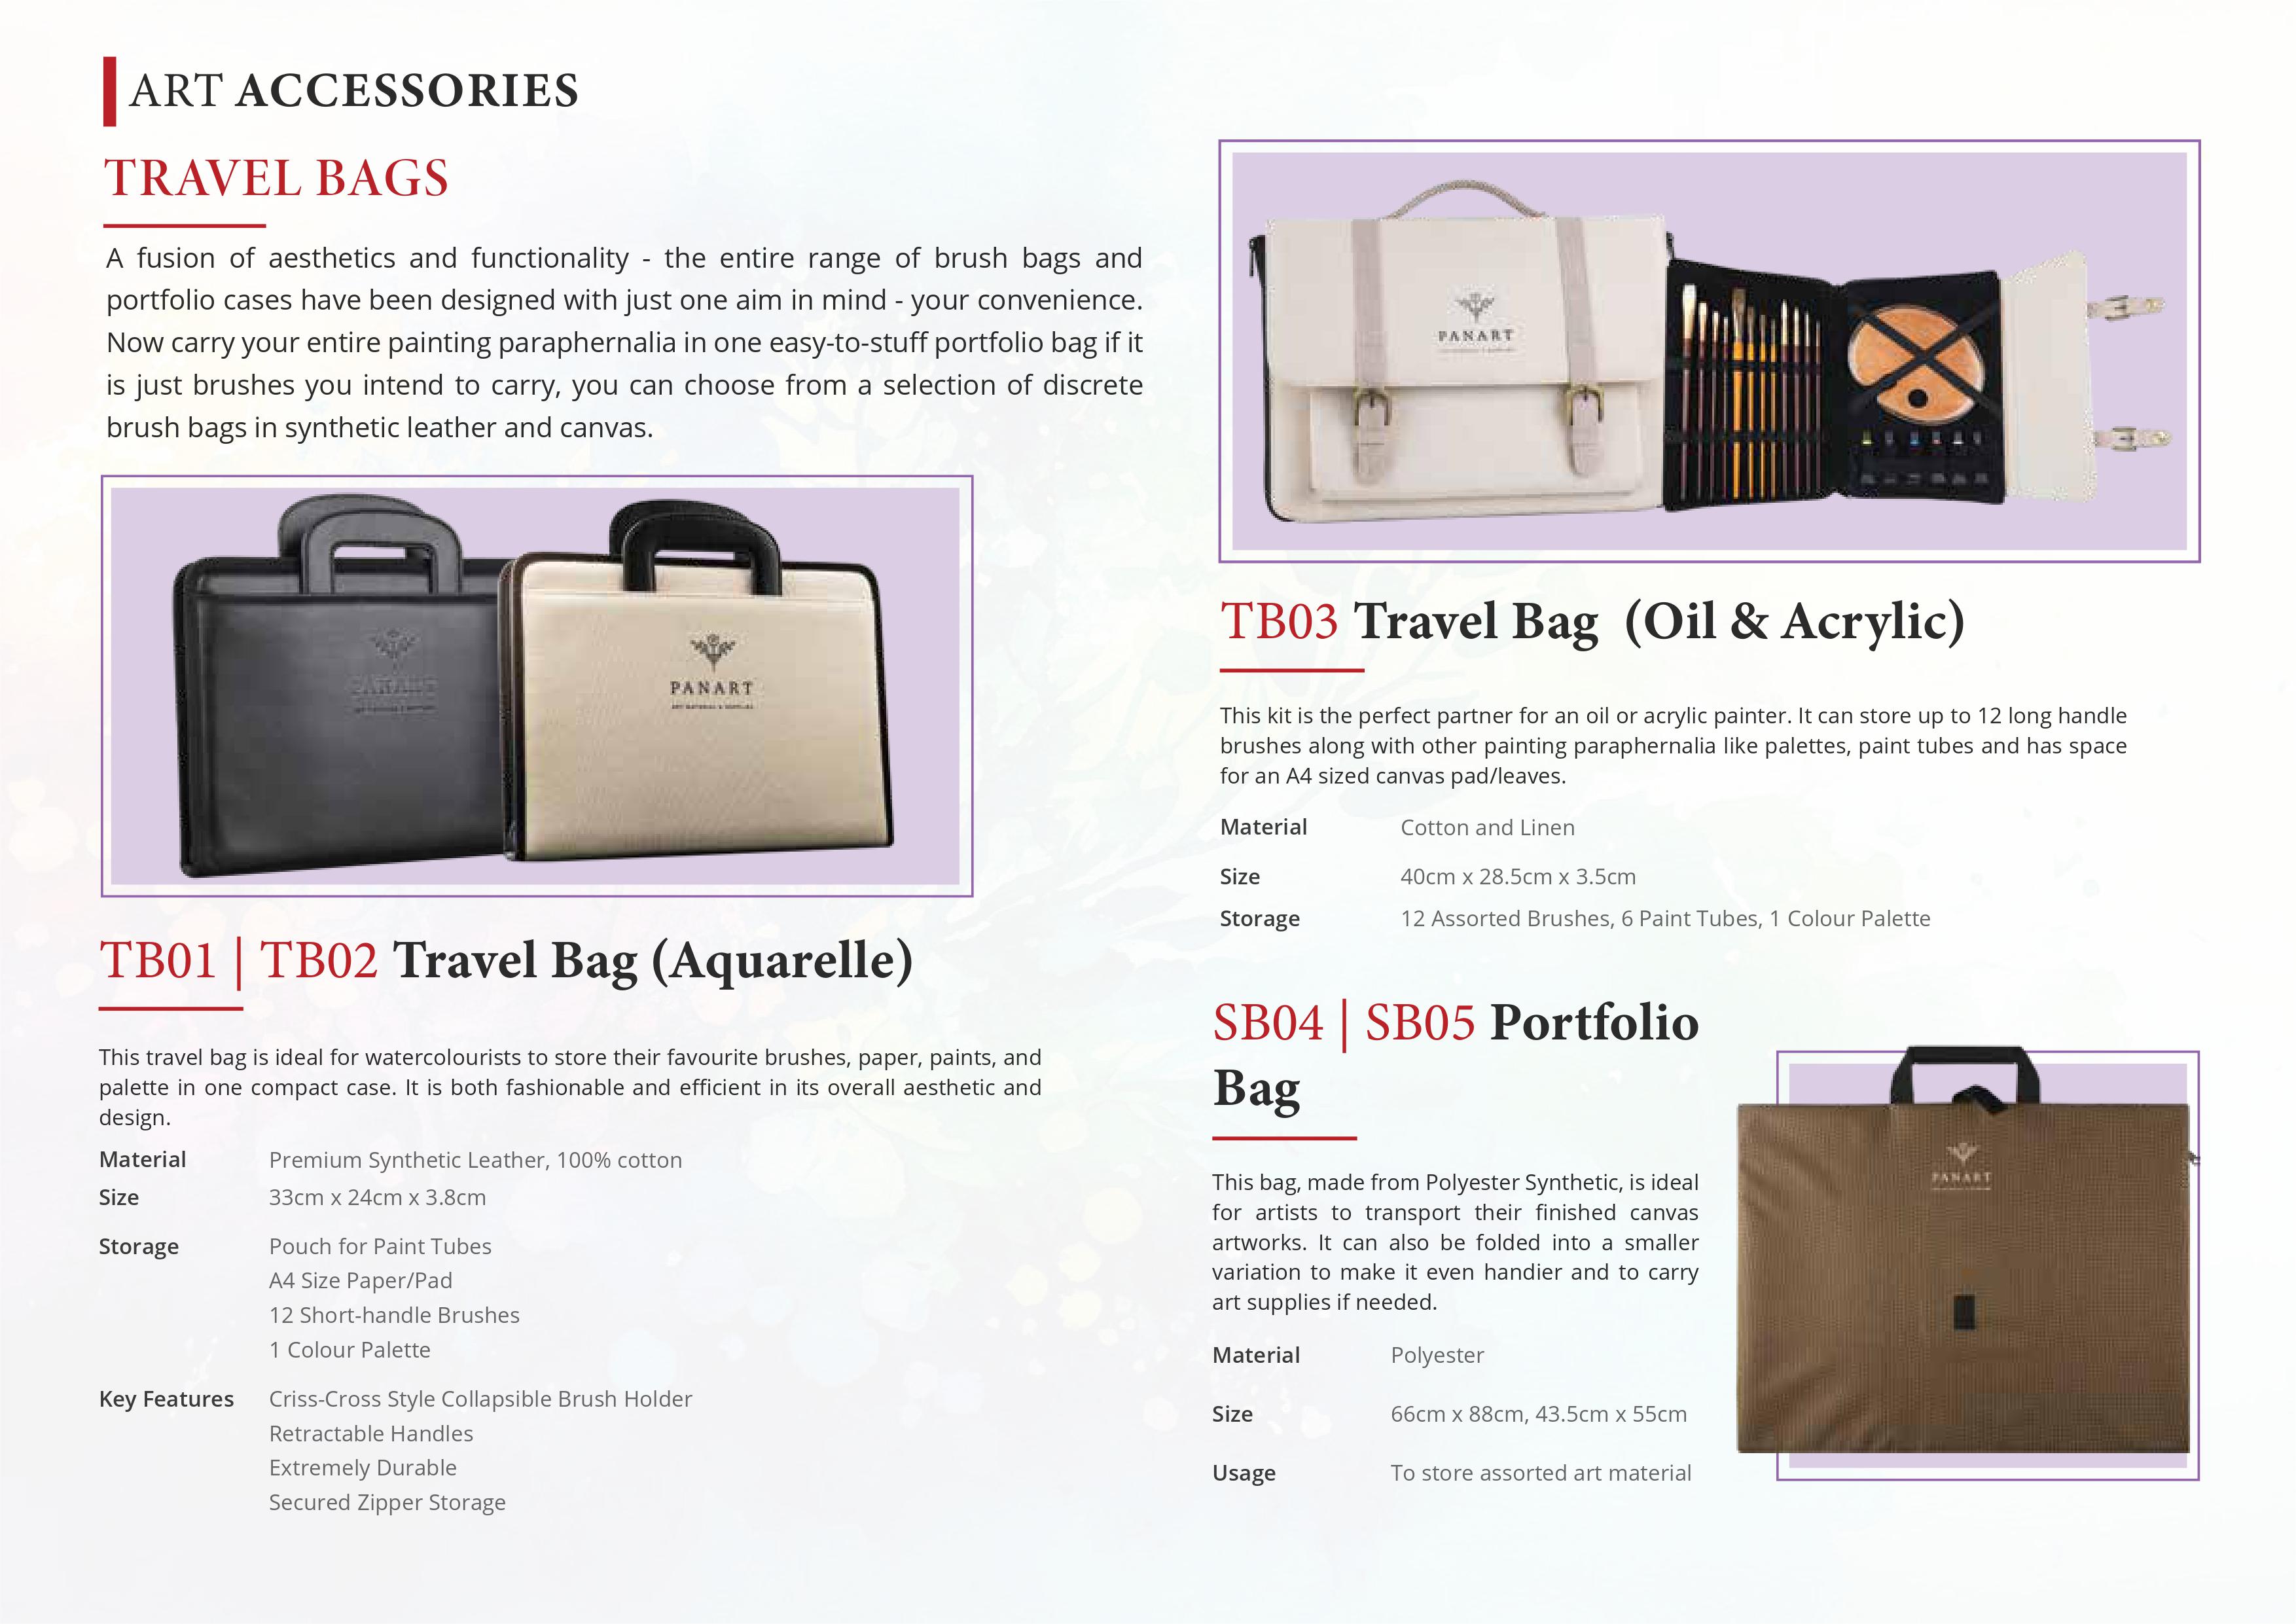 ART ACCESSORIES
TRAVEL BAGS
A fusion of aesthetics and functionality - the entire range of brush bags and
portfolio cases have been designed with just one aim in mind - your convenience.
Now carry your entire painting paraphernalia in one easy-to-stuff portfolio bag if it
is just brushes you intend to carry, you can choose from a selection of discrete
brush bags in synthetic leather and canvas.
PANART
PANART
ART MATERIAL & SUPPLIES
TB01 | TB02 Travel Bag (Aquarelle)
This travel bag is ideal for watercolourists to store their favourite brushes, paper, paints, and
palette in one compact case. It is both fashionable and efficient in its overall aesthetic and
design.
Material Premium Synthetic Leather, 100% cotton
Size 33cm x 24cm x 3.8cm
Storage Pouch for Paint Tubes
A4 Size Paper/Pad
12 Short-handle Brushes
1 Colour Palette
Key Features Criss-Cross Style Collapsible Brush Holder
Retractable Handles
Extremely Durable
Secured Zipper Storage
PANART
TB03 Travel Bag (Oil & Acrylic)
This kit is the perfect partner for an oil or acrylic painter. It can store up to 12 long handle
brushes along with other painting paraphernalia like palettes, paint tubes and has space
for an A4 sized canvas pad/leaves.
Material Cotton and Linen
Size 40cm x 28.5cm x 3.5cm
Storage 12 Assorted Brushes, 6 Paint Tubes, 1 Colour Palette
SB04 | SB05 Portfolio
Bag
This bag, made from Polyester Synthetic, is ideal
for artists to transport their finished canvas
artworks. It can also be folded into a smaller
variation to make it even handier and to carry
art supplies if needed.
Material Polyester
Size 66cm x 88cm, 43.5cm x 55cm
Usage To store assorted art material
PANART